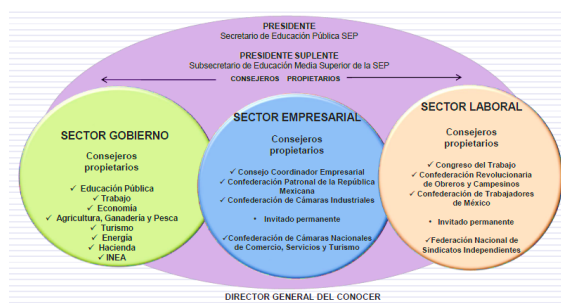 PRESIDENTE
Secretario de Educación Pública SEP
PRESIDENTE SUPLENTE
Subsecretario de Educación Media Superior de la SEP
CONSEJEROS PROPIETARIOS
SECTOR GOBIERNO
Consejeros
propietarios
✓ Educación Pública
✓ Trabajo
✓ Economía
✓ Agricultura, Ganadería y Pesca
✓ Turismo
✓ Energía
✓ Hacienda
✓ INEA
SECTOR EMPRESARIAL
Consejeros
propietarios
✓ Consejo Coordinador Empresarial
✓ Confederación Patronal de la República
Mexicana
✓ Confederación de Cámaras Industriales
• Invitado permanente
✓ Confederación de Cámaras Nacionales
de Comercio, Servicios y Turismo
SECTOR LABORAL
Consejeros
propietarios
✓ Congreso del Trabajo
✓ Confederación Revolucionaria
de Obreros y Campesinos
✓ Confederación de Trabajadores
de México
• Invitado permanente
✓ Federación Nacional de
Sindicatos Independientes
DIRECTOR GENERAL DEL CONOCER